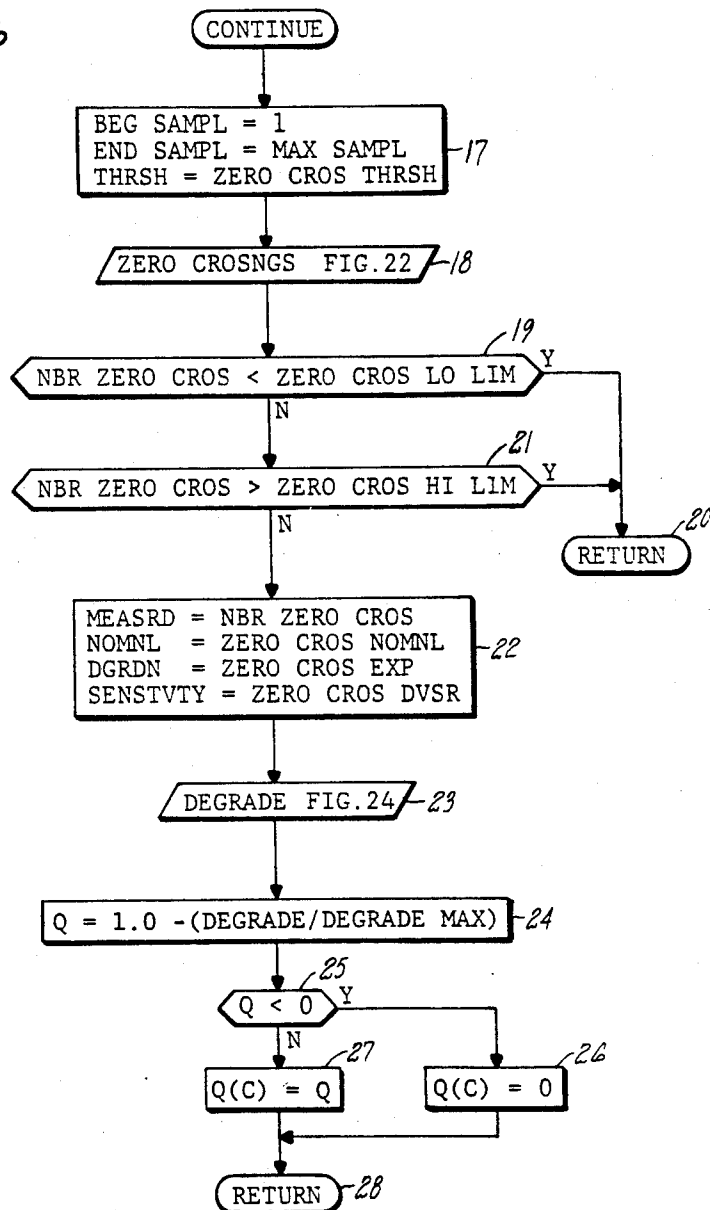 CONTINUE
BEG SAMPL = 1
END SAMPL = MAX SAMPL
THRSH = ZERO CROS THRSH
17
ZERO CROSNGS FIG.22
18
19
NBR ZERO CROS < ZERO CROS LO LIM
Y
N
21
NBR ZERO CROS > ZERO CROS HI LIM
Y
N
20
RETURN
MEASRD = NBR ZERO CROS
NOMNL = ZERO CROS NOMNL
DGRDN = ZERO CROS EXP
SENSTVTY = ZERO CROS DVSR
22
DEGRADE FIG.24
23
Q = 1.0 -(DEGRADE/DEGRADE MAX)
24
25
Q < 0
Y
N
27
Q(C) = Q
26
Q(C) = 0
RETURN
28